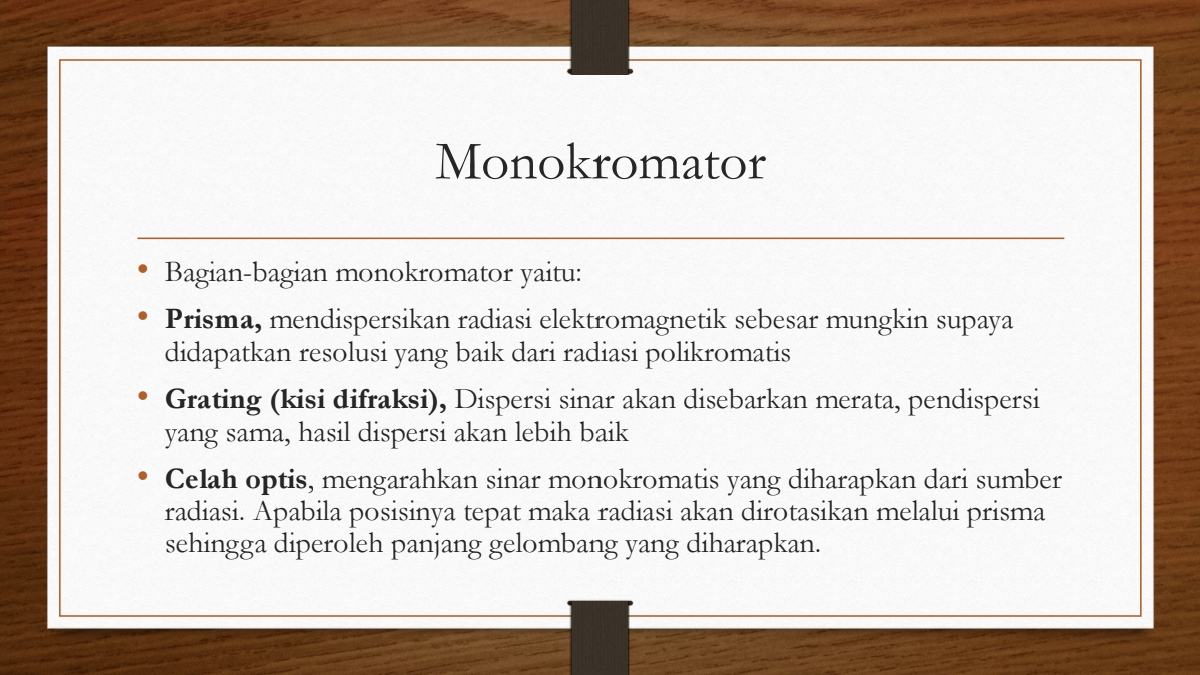 Monokromator
• Bagian-bagian monokromator yaitu:
• Prisma, mendispersikan radiasi elektromagnetik sebesar mungkin supaya
didapatkan resolusi yang baik dari radiasi polikromatis
• Grating (kisi difraksi), Dispersi sinar akan disebarkan merata, pendispersi
yang sama, hasil dispersi akan lebih baik
• Celah optis, mengarahkan sinar monokromatis yang diharapkan dari sumber
radiasi. Apabila posisinya tepat maka radiasi akan dirotasikan melalui prisma
sehingga diperoleh panjang gelombang yang diharapkan.